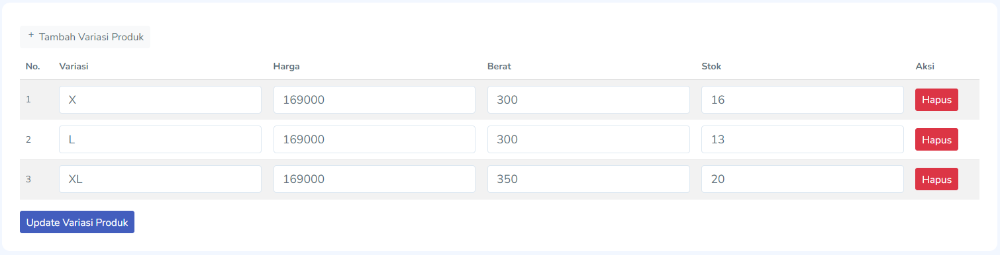 + Tambah Variasi Produk
No. Variasi Harga Berat Stok Aksi
1 X 169000 300 16 Hapus
2 L 169000 300 13 Hapus
3 XL 169000 350 20 Hapus
Update Variasi Produk